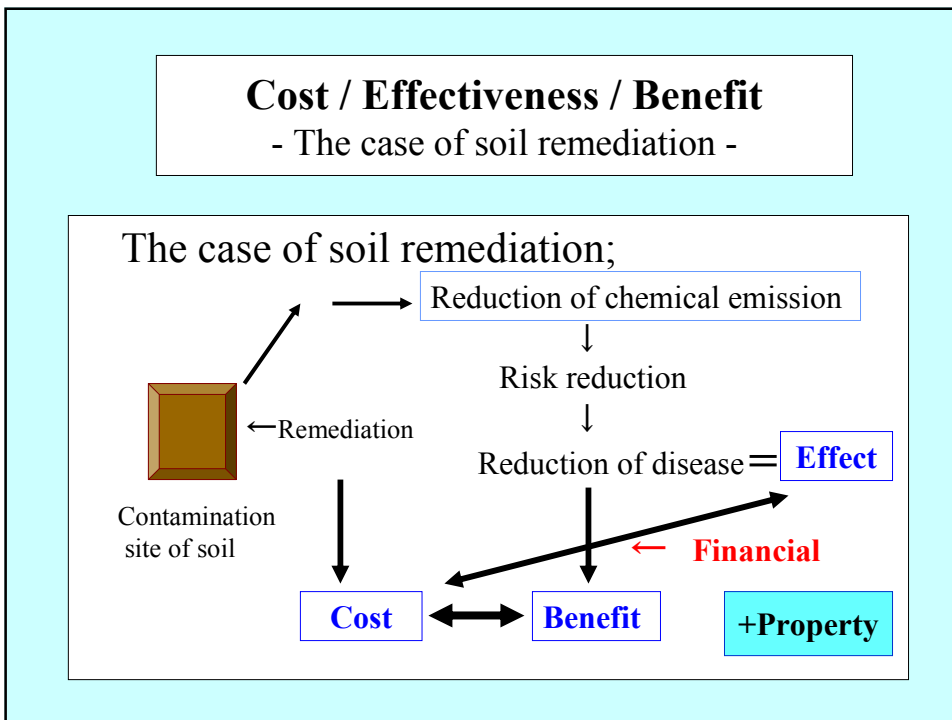 Cost / Effectiveness / Benefit
- The case of soil remediation -
The case of soil remediation;
Reduction of chemical emission
↓
Risk reduction
←Remediation
↓
Reduction of disease = Effect
Contamination
site of soil
← Financial
Cost
Benefit
+Property